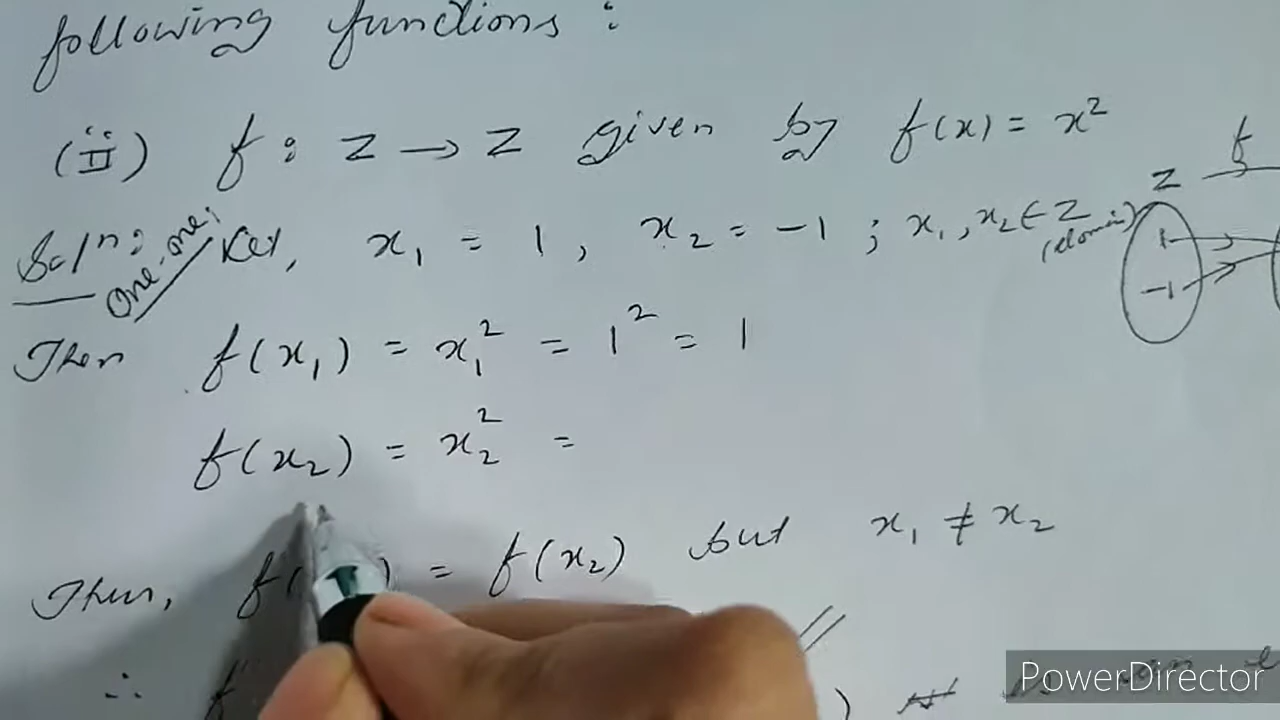 following functions :
(ii) f : Z → Z given by f(x) = x²
Solⁿ: One-one; Let, x₁ = 1 , x₂ = -1 ; x₁, x₂ ∈ Z (domain)
Z f
1
-1
Then f(x₁) = x₁² = 1² = 1
f(x₂) = x₂² =
Thus, f( ) = f(x₂) but x₁ ≠ x₂
∴ f
PowerDirector